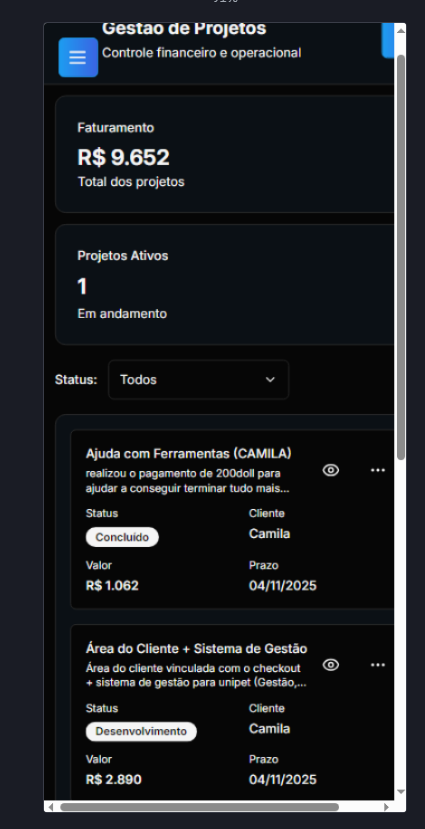 Gestão de Projetos
Controle financeiro e operacional
Faturamento
R$ 9.652
Total dos projetos
Projetos Ativos
1
Em andamento
Status: Todos
Ajuda com Ferramentas (CAMILA)
realizou o pagamento de 200doll para
ajudar a conseguir terminar tudo mais...
Status Cliente
Concluído Camila
Valor Prazo
R$ 1.062 04/11/2025
Área do Cliente + Sistema de Gestão
Área do cliente vinculada com o checkout
+ sistema de gestão para unipet (Gestão,...
Status Cliente
Desenvolvimento Camila
Valor Prazo
R$ 2.890 04/11/2025